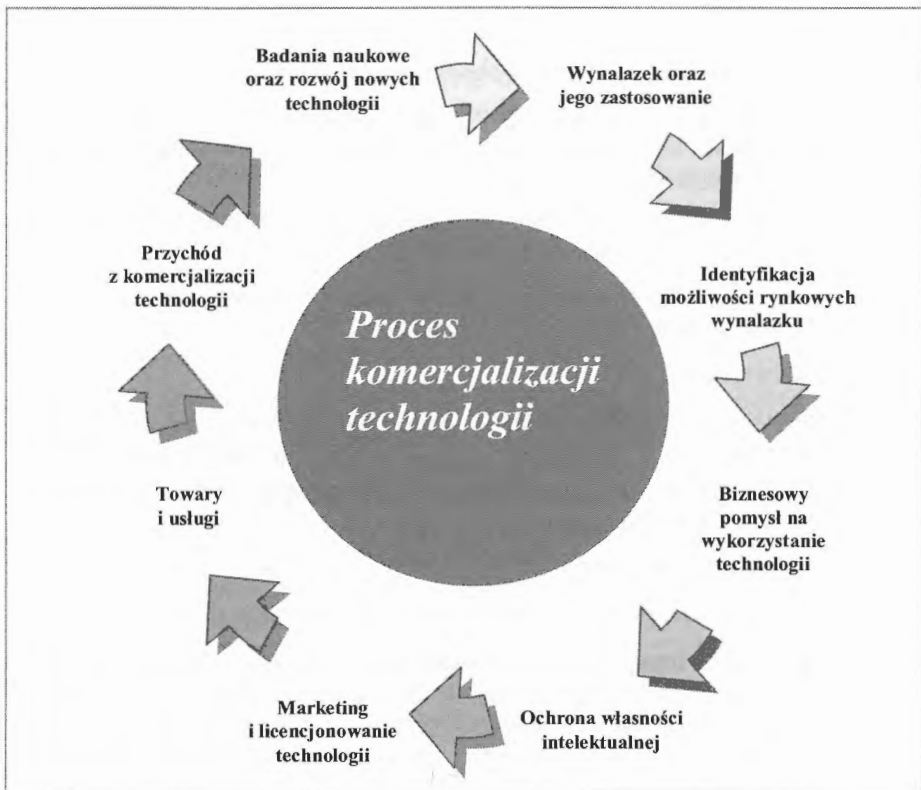 Badania naukowe
oraz rozwój nowych
technologii
Wynalazek oraz
jego zastosowanie
Identyfikacja
możliwości rynkowych
wynalazku
Biznesowy
pomysł na
wykorzystanie
technologii
Ochrona własności
intelektualnej
Marketing
i licencjonowanie
technologii
Towary
i usługi
Przychód
z komercjalizacji
technologii
Proces
komercjalizacji
technologii